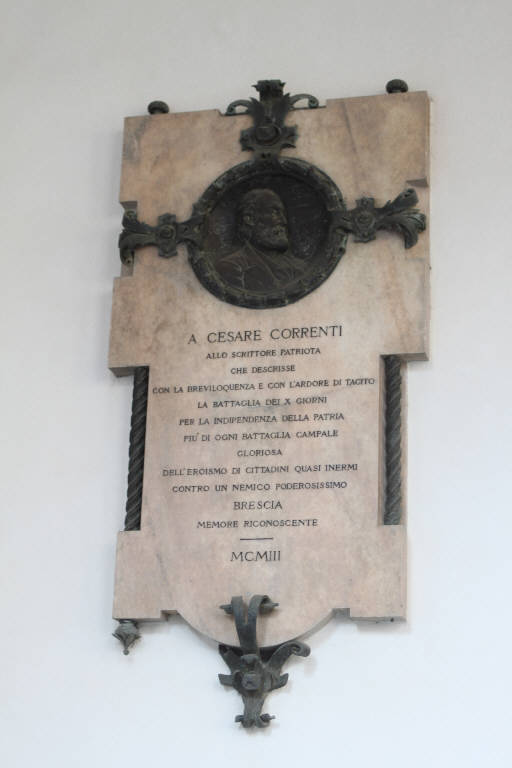 A CESARE CORRENTI
ALLO SCRITTORE PATRIOTA
CHE DESCRISSE
CON LA BREVILOQUENZA E CON L'ARDORE DI TACITO
LA BATTAGLIA DEI X GIORNI
PER LA INDIPENDENZA DELLA PATRIA
PIU' DI OGNI BATTAGLIA CAMPALE
GLORIOSA
DELL'EROISMO DI CITTADINI QUASI INERMI
CONTRO UN NEMICO PODEROSISSIMO
BRESCIA
MEMORE RICONOSCENTE
MCMIII